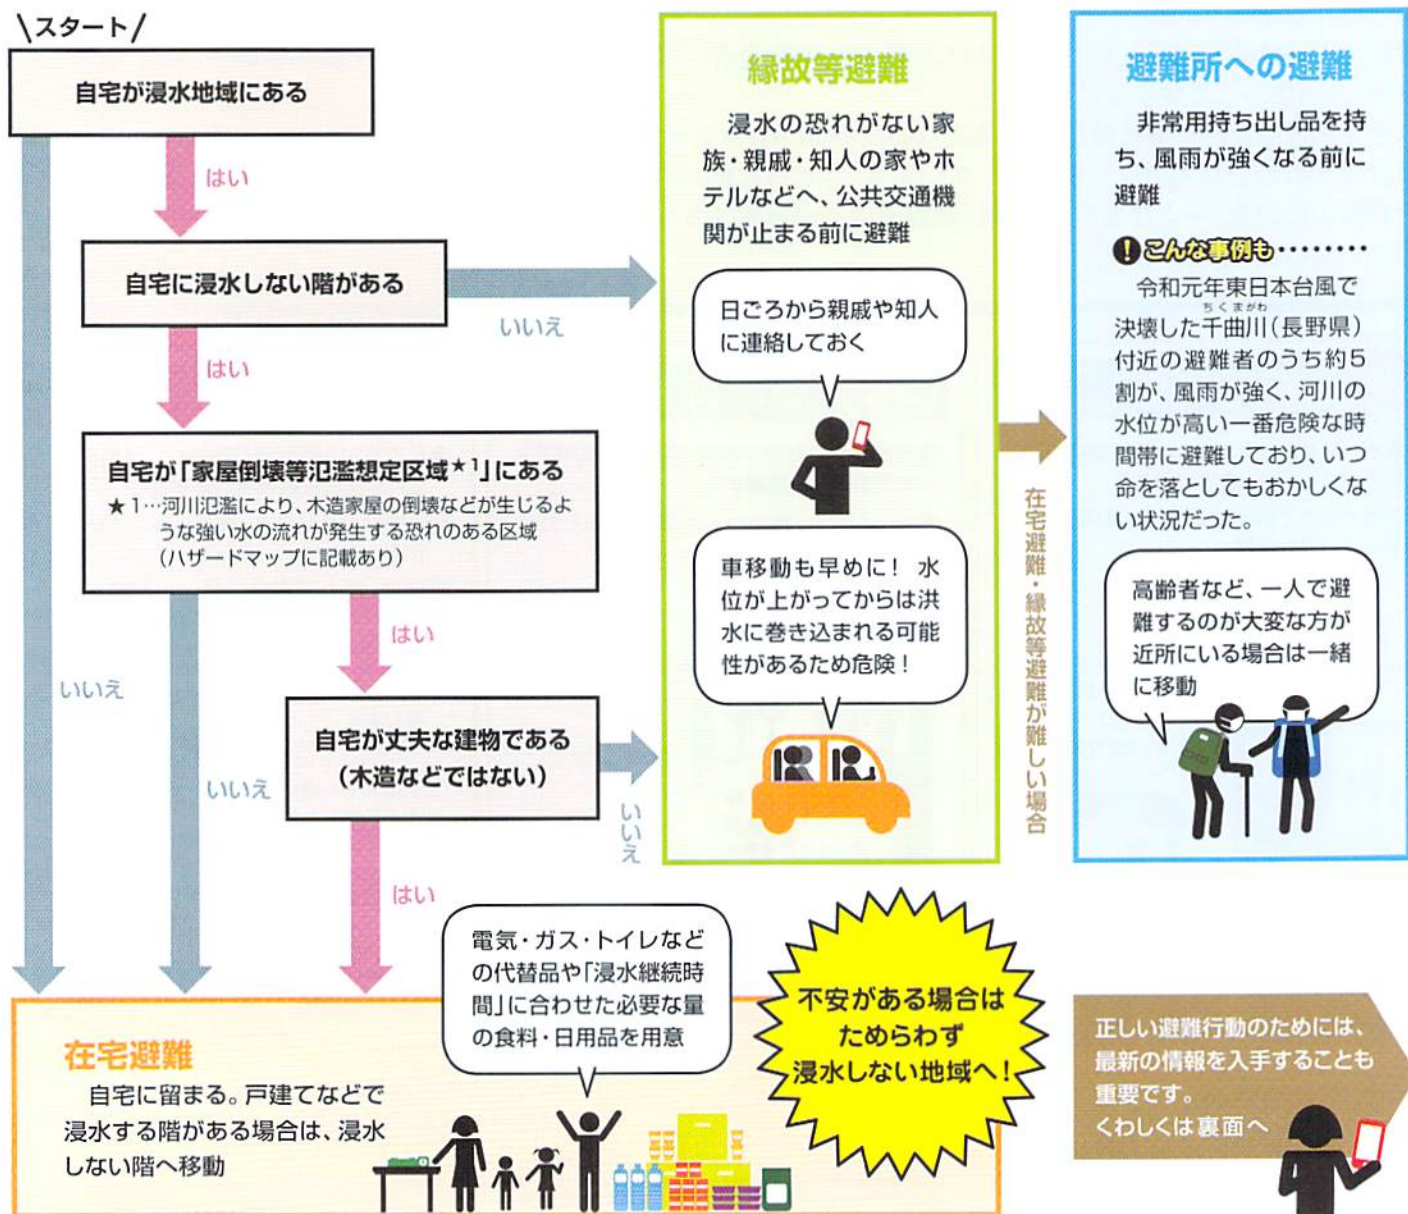 スタート
自宅が浸水地域にある
はい
いいえ
自宅に浸水しない階がある
いいえ
はい
自宅が「家屋倒壊等氾濫想定区域★1」にある
★1…河川氾濫により、木造家屋の倒壊などが生じるよ
うな強い水の流れが発生する恐れのある区域
(ハザードマップに記載あり)
はい
いいえ
自宅が丈夫な建物である
(木造などではない)
いいえ
はい
縁故等避難
浸水の恐れがない家
族・親戚・知人の家やホ
テルなどへ、公共交通機
関が止まる前に避難
日ごろから親戚や知人
に連絡しておく
車移動も早めに! 水
位が上がってからは洪
水に巻き込まれる可能
性があるため危険!
在宅避難・縁故等避難が難しい場合
避難所への避難
非常用持ち出し品を持
ち、風雨が強くなる前に
避難
! こんな事例も‥‥‥‥
令和元年東日本台風で
ちくまがわ
決壊した千曲川(長野県)
付近の避難者のうち約5
割が、風雨が強く、河川の
水位が高い一番危険な時
間帯に避難しており、いつ
命を落としてもおかしくな
い状況だった。
高齢者など、一人で避
難するのが大変な方が
近所にいる場合は一緒
に移動
在宅避難
自宅に留まる。戸建てなどで
浸水する階がある場合は、浸水
しない階へ移動
電気・ガス・トイレなど
の代替品や「浸水継続時
間」に合わせた必要な量
の食料・日用品を用意
不安がある場合は
ためらわず
浸水しない地域へ!
正しい避難行動のためには、
最新の情報を入手することも
重要です。
くわしくは裏面へ